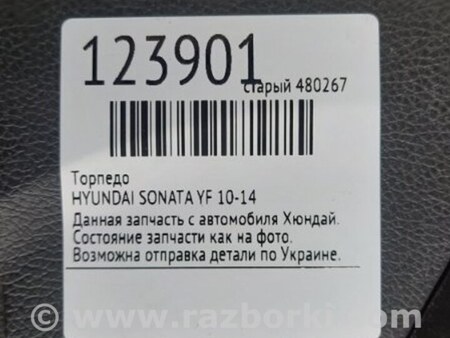 123901
старый 480267
Торпедо
HYUNDAI SONATA YF 10-14
Данная запчасть с автомобиля Хюндай.
Состояние запчасти как на фото.
Возможна отправка детали по Украине.
© www.razborki.com